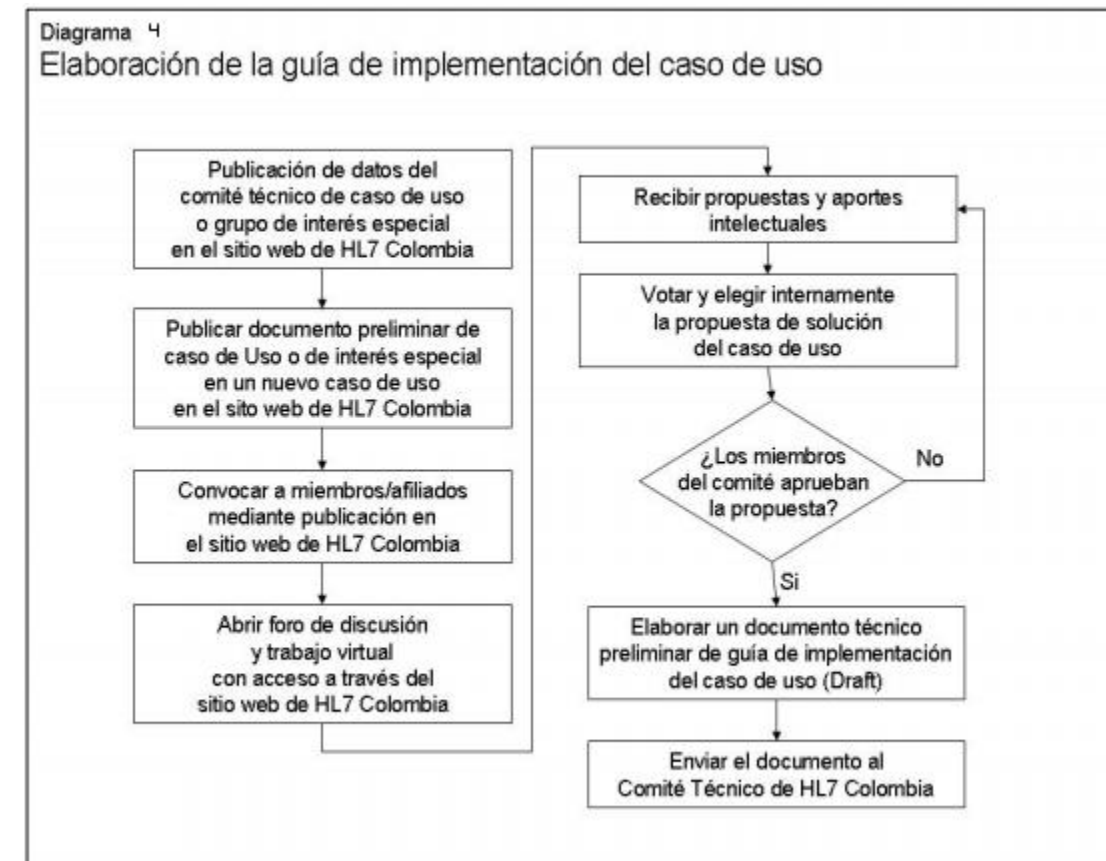 Diagrama 4
Elaboración de la guía de implementación del caso de uso
Publicación de datos del
comité técnico de caso de uso
o grupo de interés especial
en el sitio web de HL7 Colombia
Publicar documento preliminar de
caso de Uso o de interés especial
en un nuevo caso de uso
en el sito web de HL7 Colombia
Convocar a miembros/afiliados
mediante publicación en
el sitio web de HL7 Colombia
Abrir foro de discusión
y trabajo virtual
con acceso a través del
sitio web de HL7 Colombia
Recibir propuestas y aportes
intelectuales
Votar y elegir internamente
la propuesta de solución
del caso de uso
¿Los miembros
del comité aprueban
la propuesta?
No
Si
Elaborar un documento técnico
preliminar de guía de implementación
del caso de uso (Draft)
Enviar el documento al
Comité Técnico de HL7 Colombia